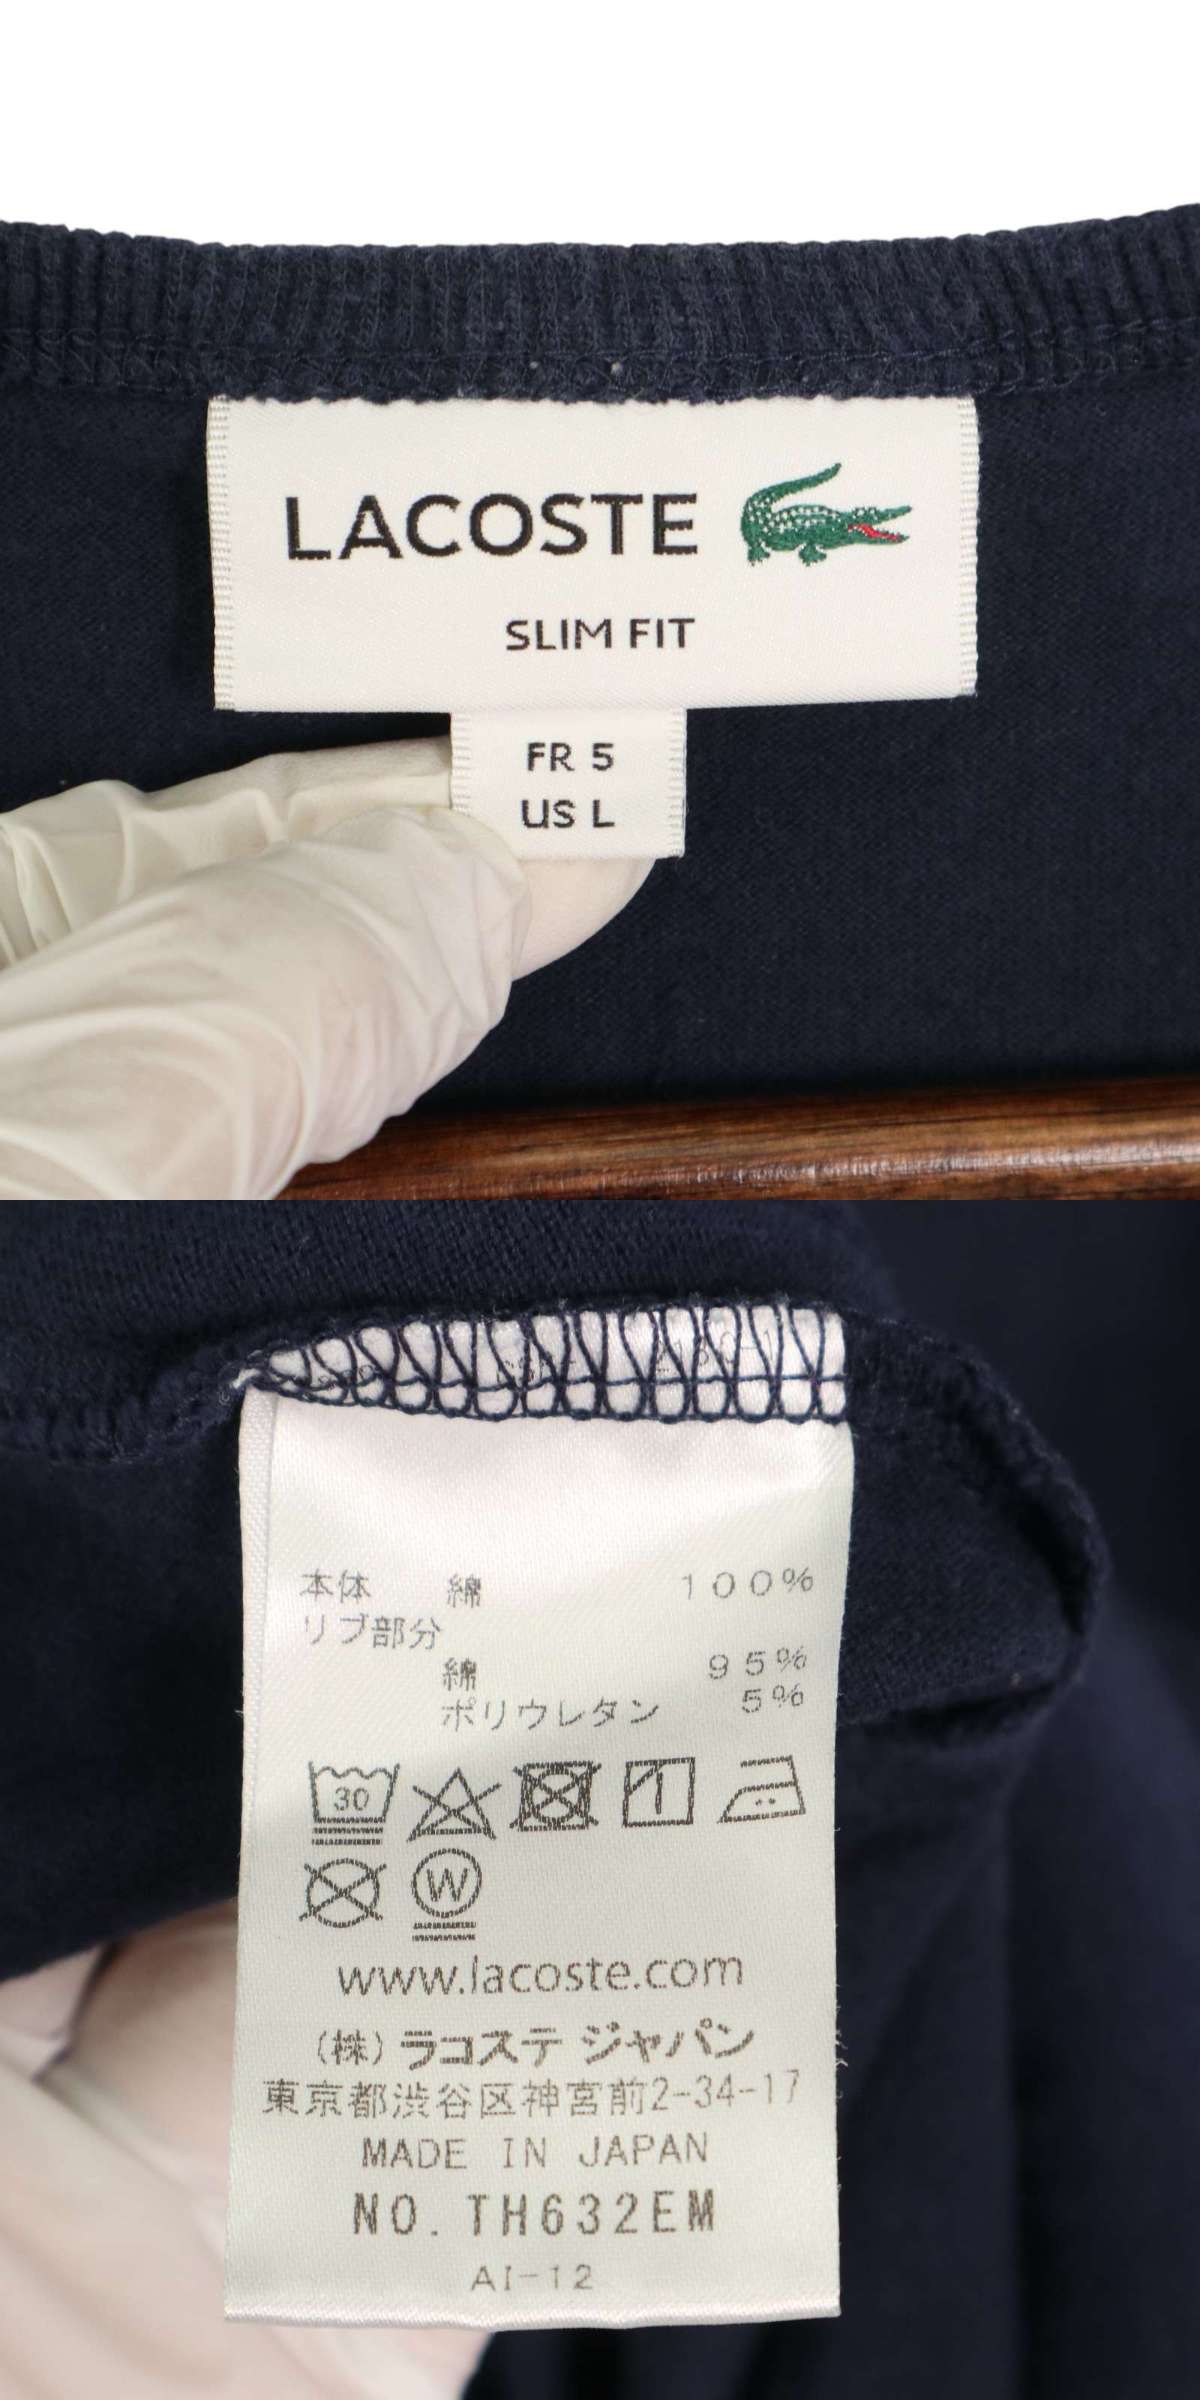 LACOSTE
SLIM FIT
FR 5
US L
本体 綿 100%
リブ部分
綿 95%
ポリウレタン 5%
30
W
www.lacoste.com
(株) ラコステ ジャパン
東京都渋谷区神宮前2-34-17
MADE IN JAPAN
NO. TH632EM
AI-12